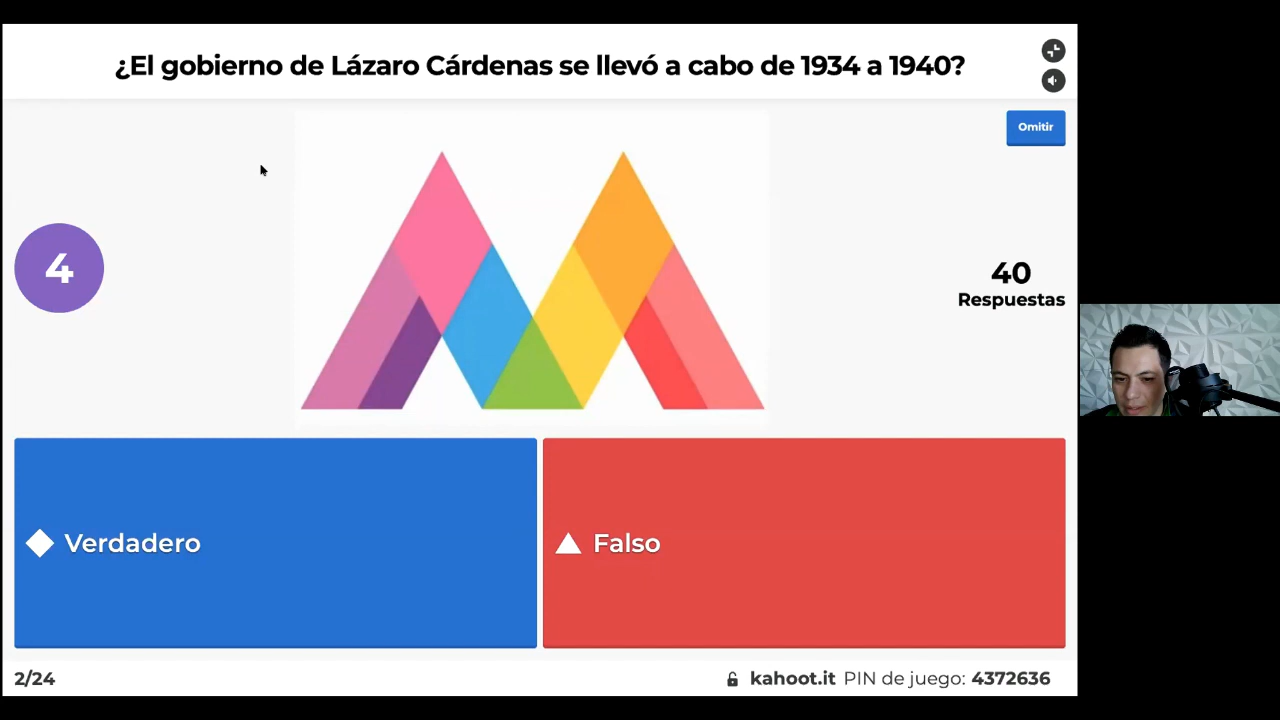 ¿El gobierno de Lázaro Cárdenas se llevó a cabo de 1934 a 1940?
Omitir
4
40
Respuestas
Verdadero
Falso
2/24
kahoot.it PIN de juego: 4372636